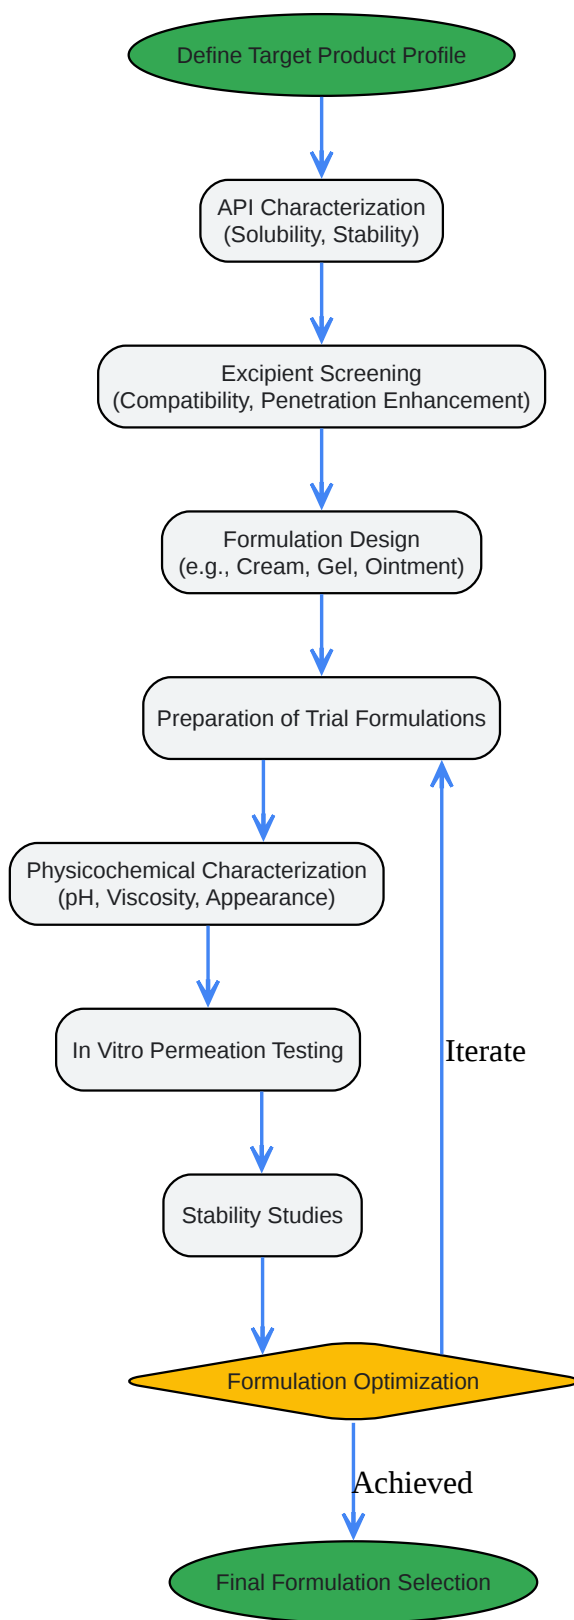 Define Target Product Profile
API Characterization
(Solubility, Stability)
Excipient Screening
(Compatibility, Penetration Enhancement)
Formulation Design
(e.g., Cream, Gel, Ointment)
Preparation of Trial Formulations
Physicochemical Characterization
(pH, Viscosity, Appearance)
In Vitro Permeation Testing
Iterate
Stability Studies
Formulation Optimization
Achieved
Final Formulation Selection